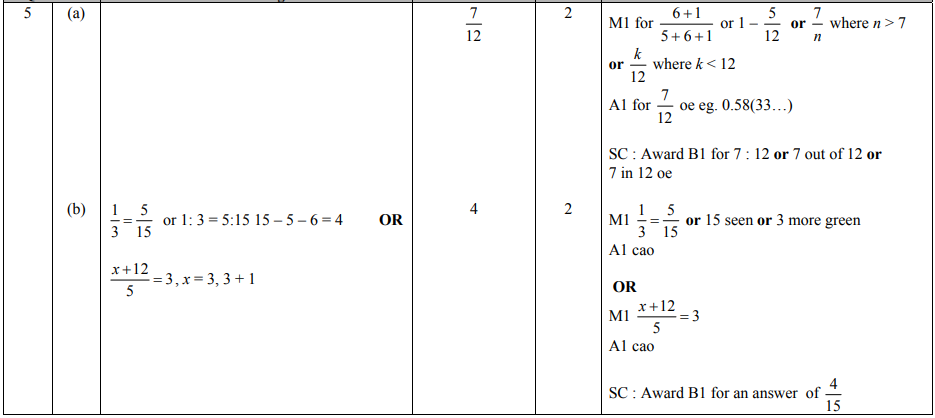 5 (a) 7/12 2 M1 for (6+1)/(5+6+1) or 1 – 5/12 or 7/n where n > 7
or k/12 where k < 12
A1 for 7/12 oe eg. 0.58(33…)
SC : Award B1 for 7 : 12 or 7 out of 12 or
7 in 12 oe
(b) 1/3 = 5/15 or 1: 3 = 5:15 15 – 5 – 6 = 4 OR 4 2 M1 1/3 = 5/15 or 15 seen or 3 more green
A1 cao
(x+12)/5 = 3 , x = 3, 3 + 1
OR
M1 (x+12)/5 = 3
A1 cao
SC : Award B1 for an answer of 4/15